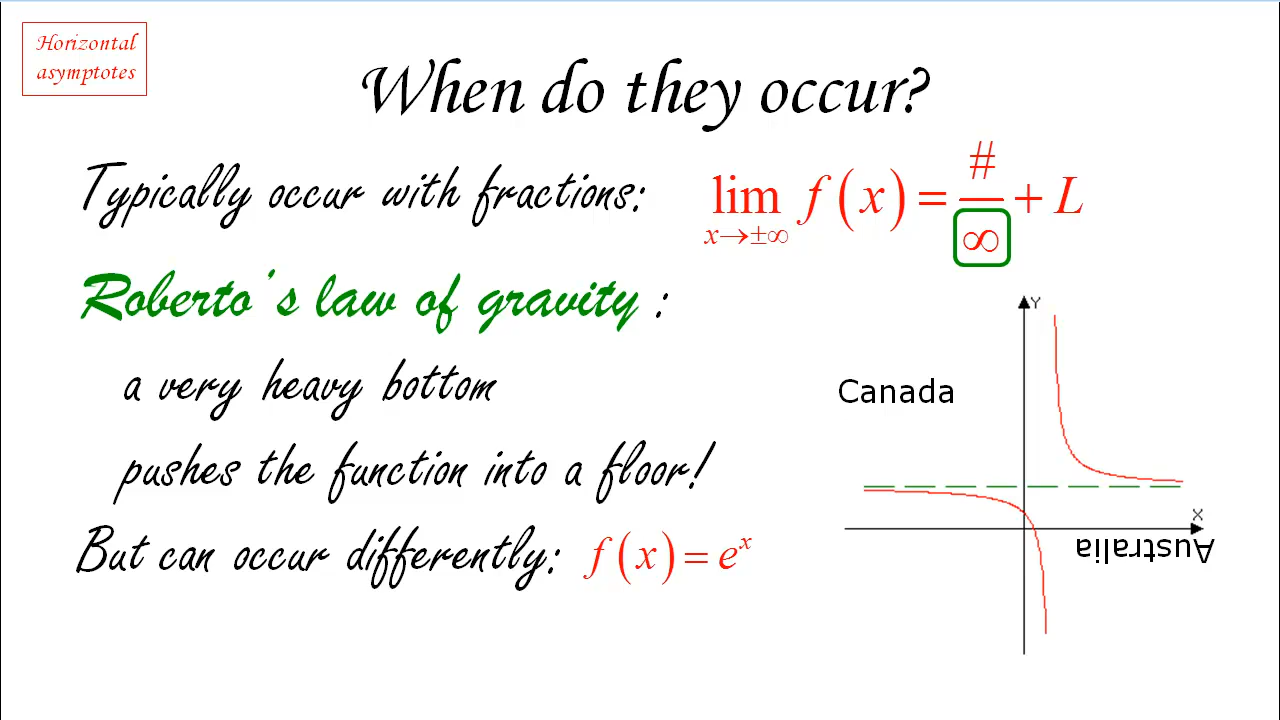 Horizontal
asymptotes
When do they occur?
Typically occur with fractions: lim x→±∞ f(x) = #/∞ + L
Roberto's law of gravity :
a very heavy bottom
pushes the function into a floor!
But can occur differently: f(x) = eˣ
Y
Canada
X
Australia